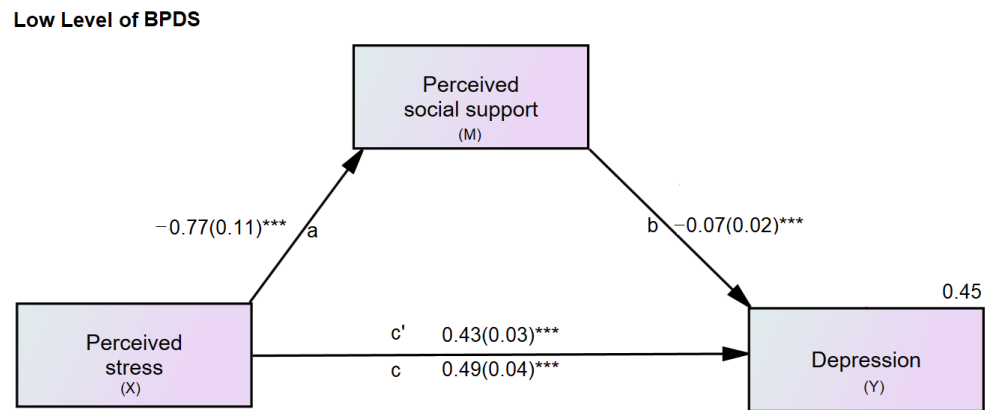 Low Level of BPDS
Perceived
social support
(M)
−0.77(0.11)***
a
b
−0.07(0.02)***
0.45
Perceived
stress
(X)
c'
0.43(0.03)***
c
0.49(0.04)***
Depression
(Y)